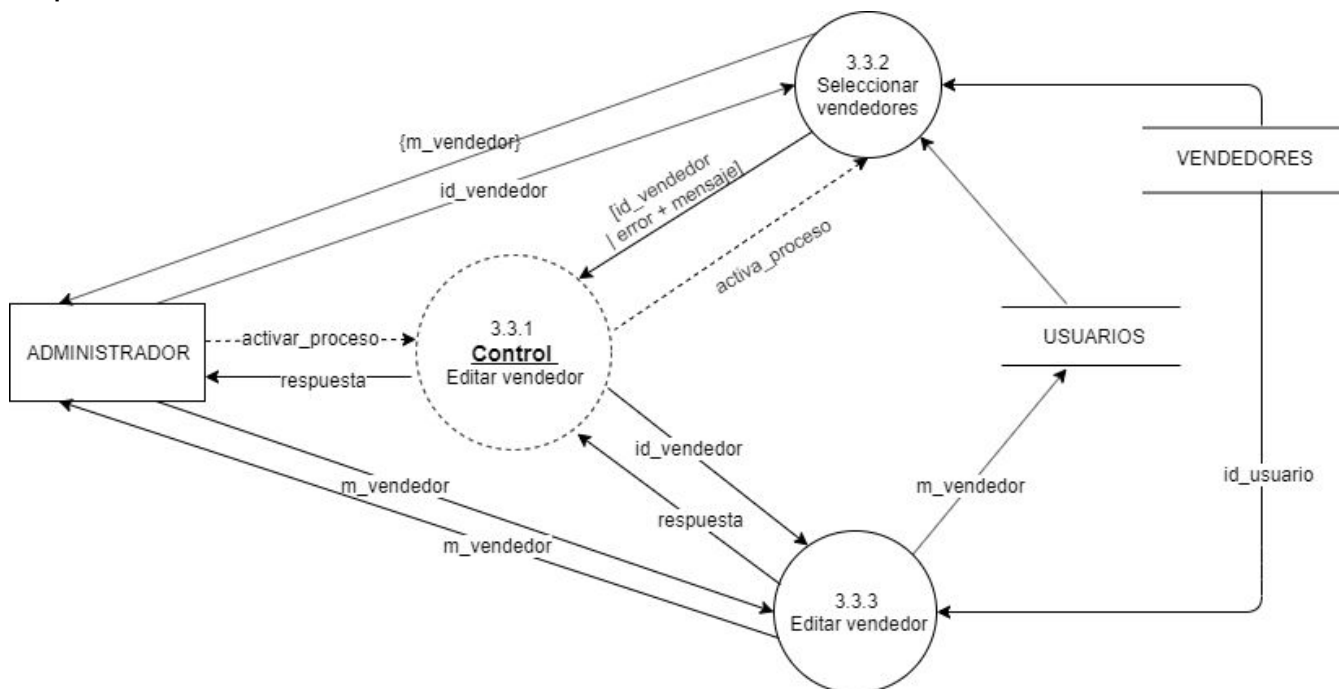 3.3.2
Seleccionar
vendedores
{m_vendedor}
id_vendedor
[id_vendedor
| error + mensaje]
activa_proceso
VENDEDORES
ADMINISTRADOR
activar_proceso
respuesta
3.3.1
Control
Editar vendedor
USUARIOS
id_vendedor
m_vendedor
respuesta
m_vendedor
m_vendedor
id_usuario
3.3.3
Editar vendedor